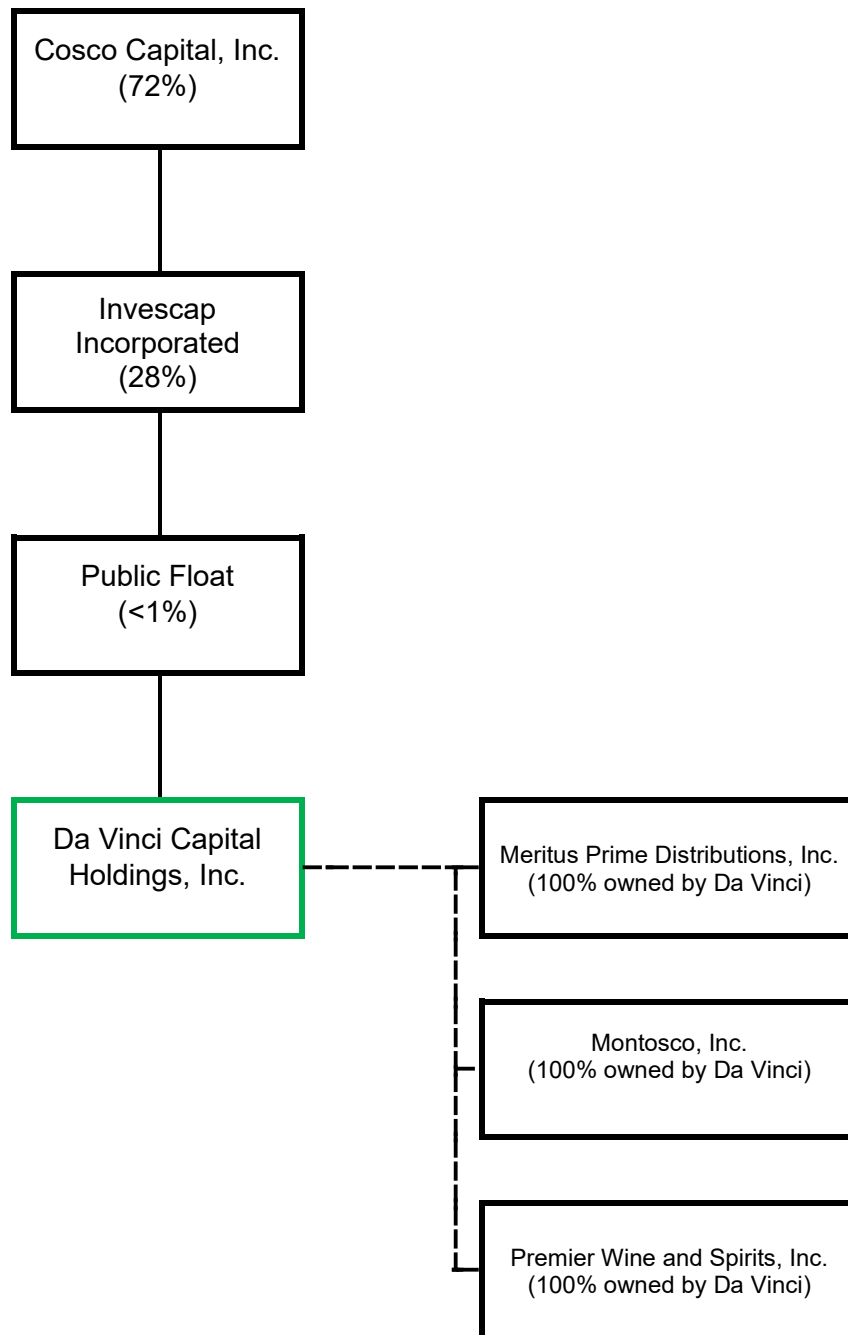 Cosco Capital, Inc.
(72%)
Invescap
Incorporated
(28%)
Public Float
(<1%)
Da Vinci Capital
Holdings, Inc.
Meritus Prime Distributions, Inc.
(100% owned by Da Vinci)
Montosco, Inc.
(100% owned by Da Vinci)
Premier Wine and Spirits, Inc.
(100% owned by Da Vinci)